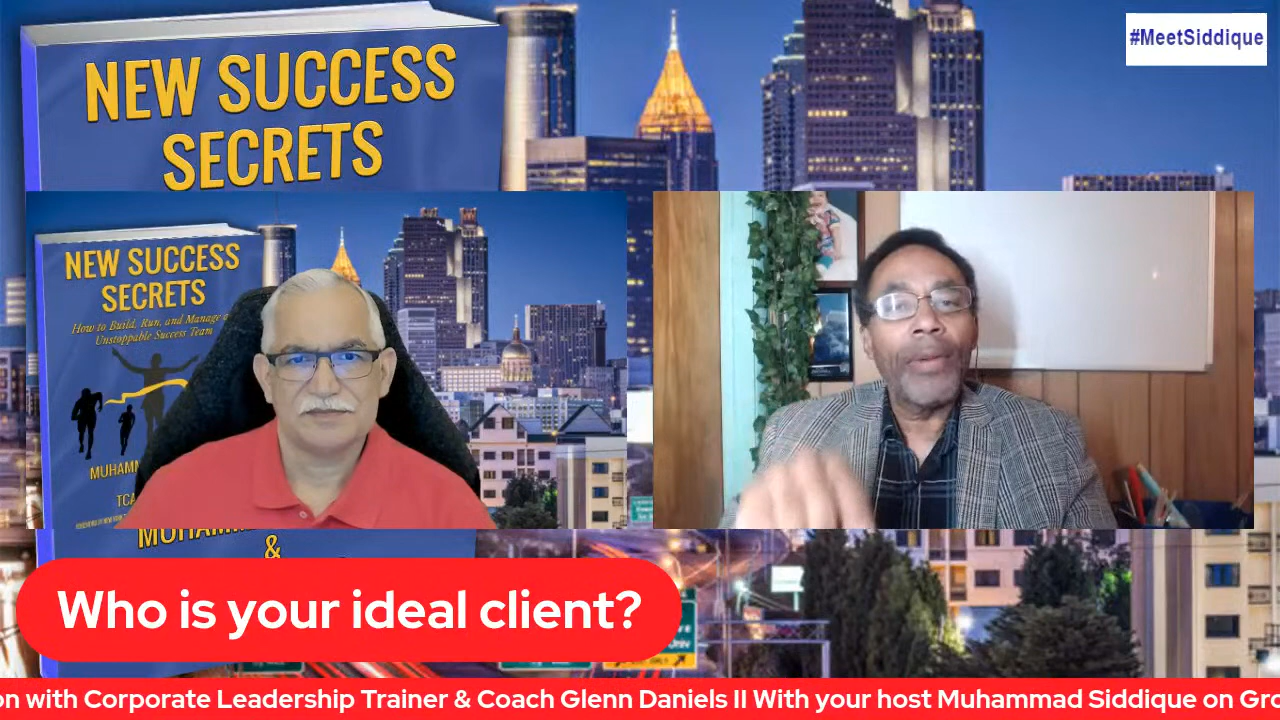 #MeetSiddique
NEW SUCCESS
SECRETS
NEW SUCCESS
SECRETS
How to Build, Run, and Manage
Unstoppable Success Team
&
Who is your ideal client?
on with Corporate Leadership Trainer & Coach Glenn Daniels II With your host Muhammad Siddique on Gro